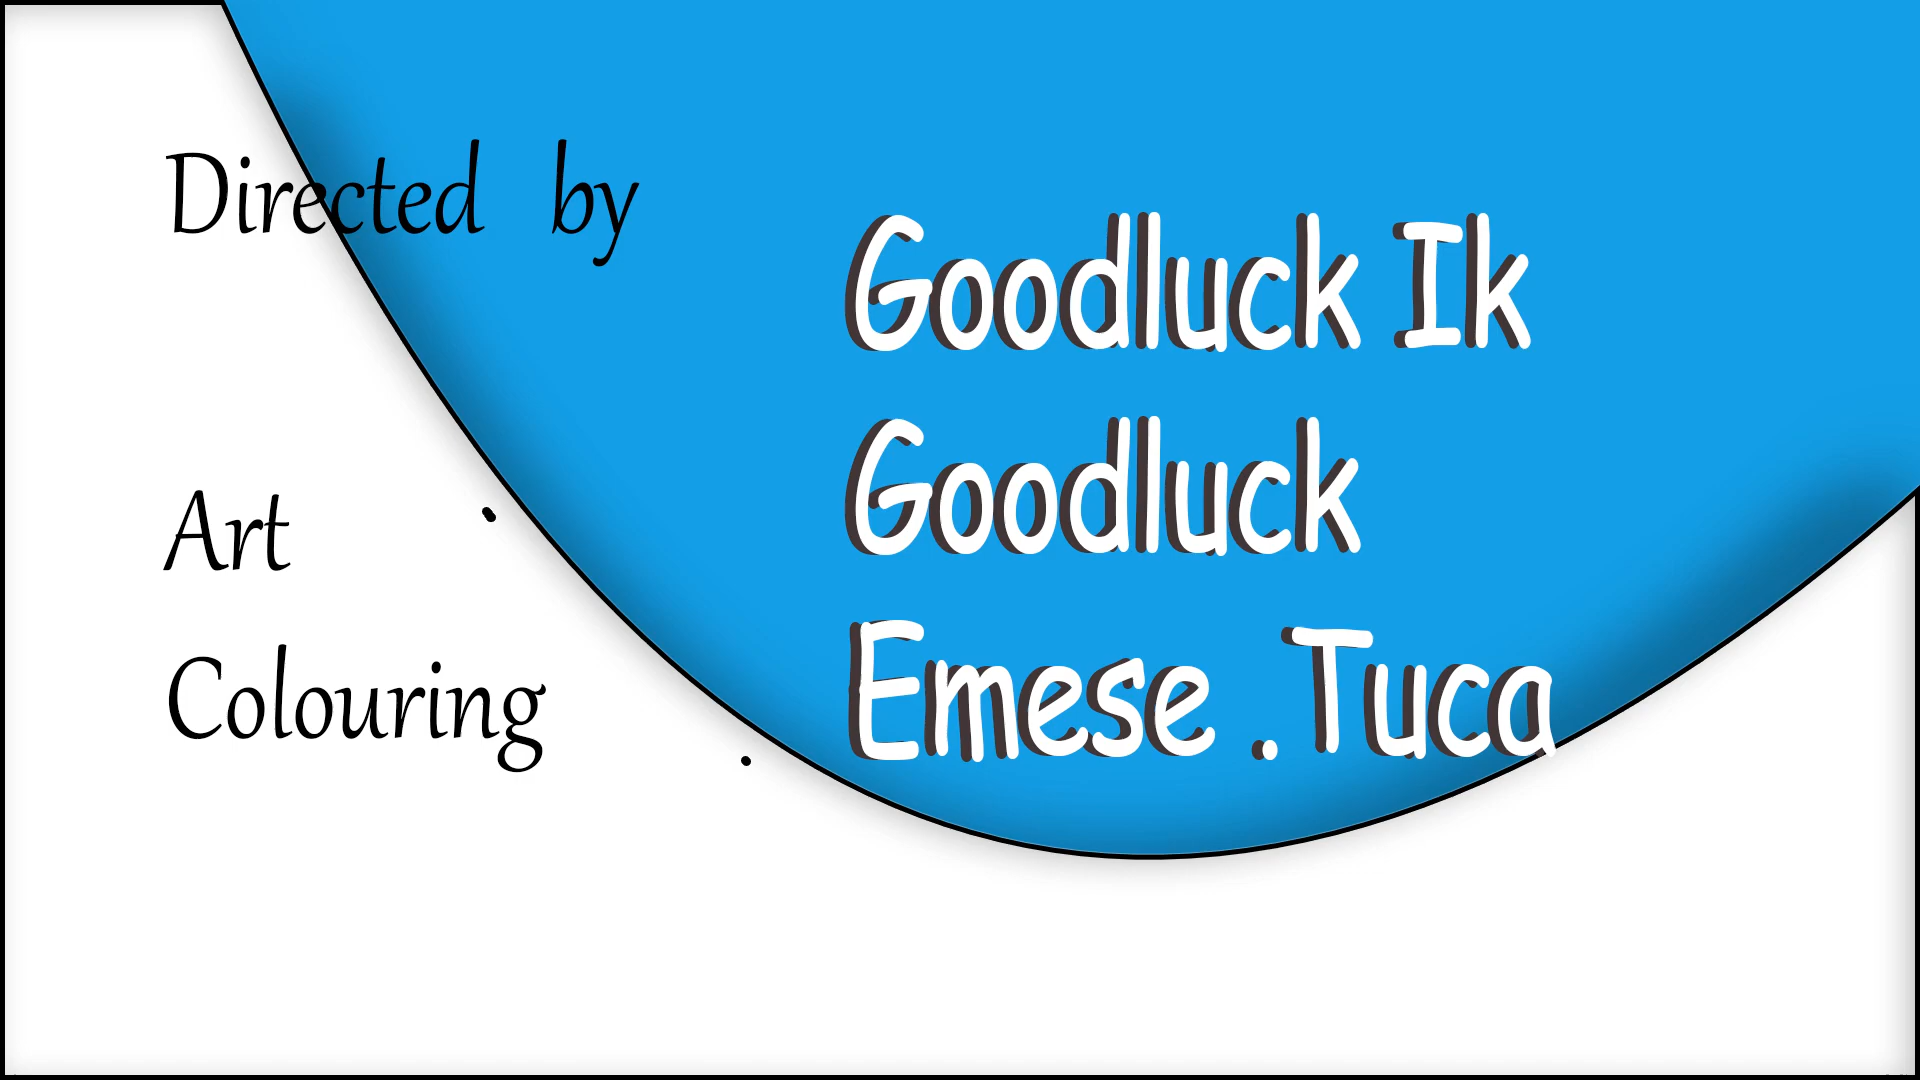 Directed by
Goodluck Ik
Art
Goodluck
Colouring
Emese .Tuca